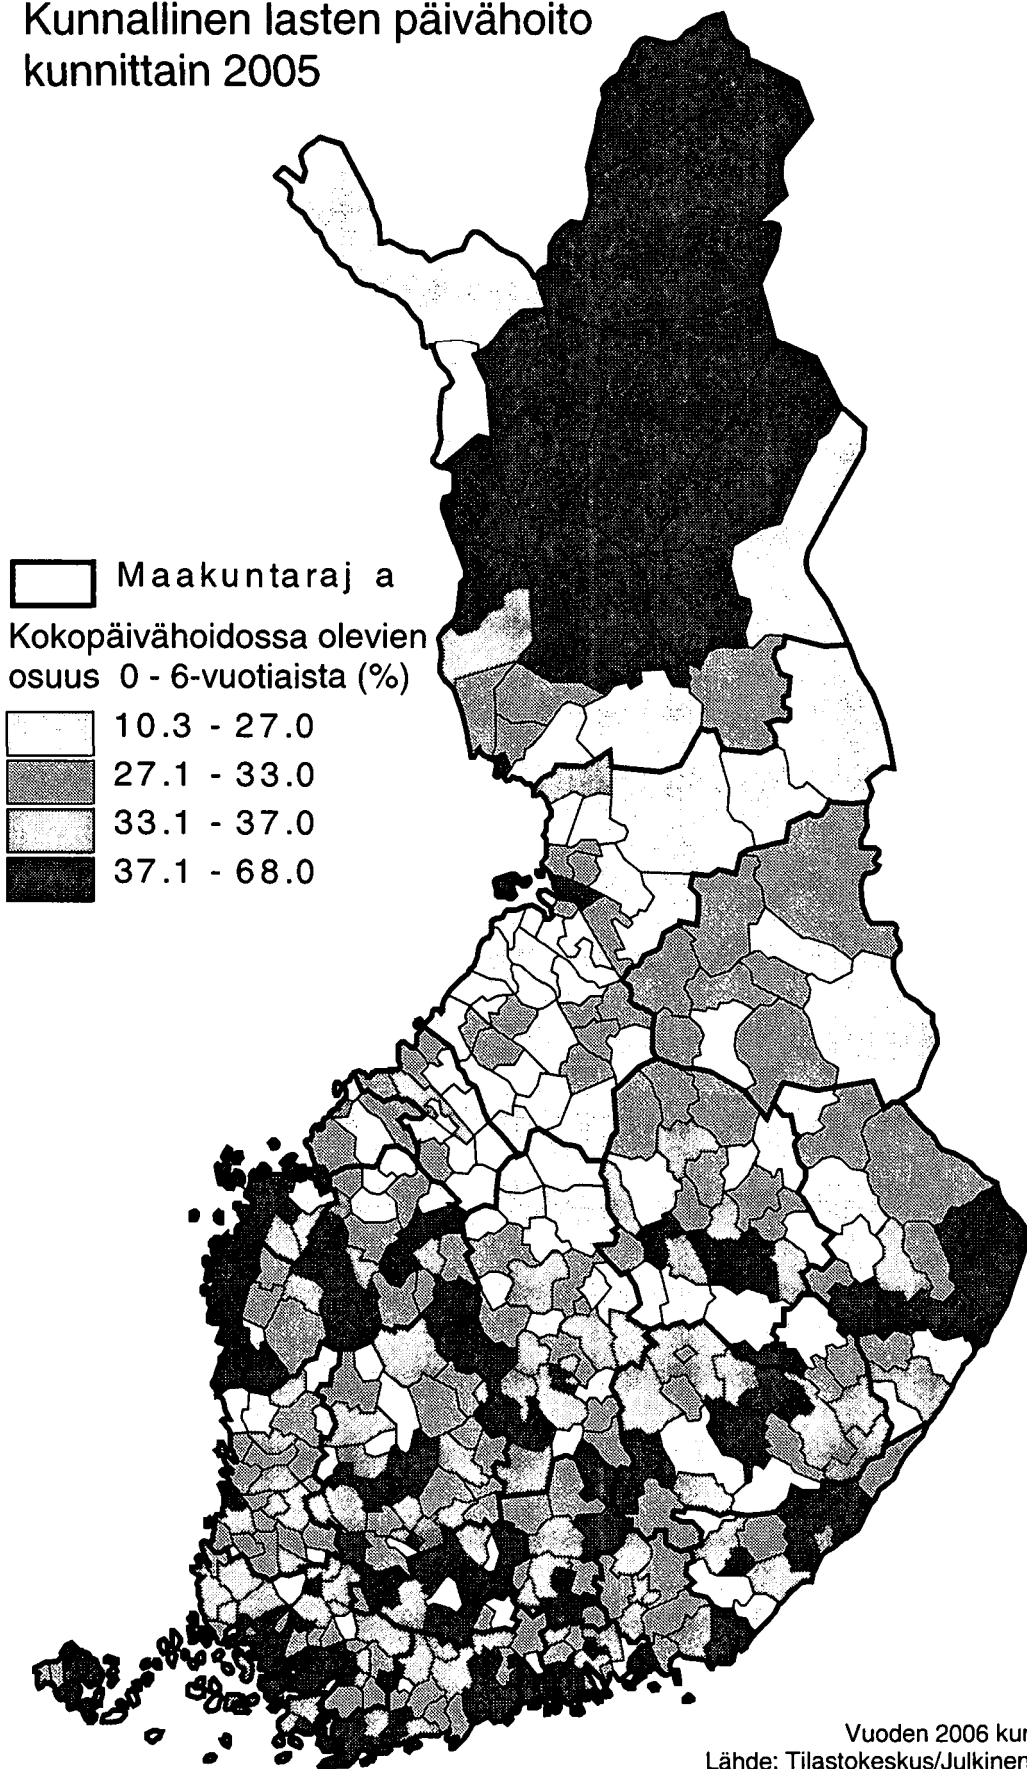 Kunnallinen lasten päivähoito
kunnittain 2005
Maakuntaraj a
Kokopäivähoidossa olevien
osuus 0 - 6-vuotiaista (%)
10.3 - 27.0
27.1 - 33.0
33.1 - 37.0
37.1 - 68.0
Vuoden 2006 kun
Lähde: Tilastokeskus/Julkinen